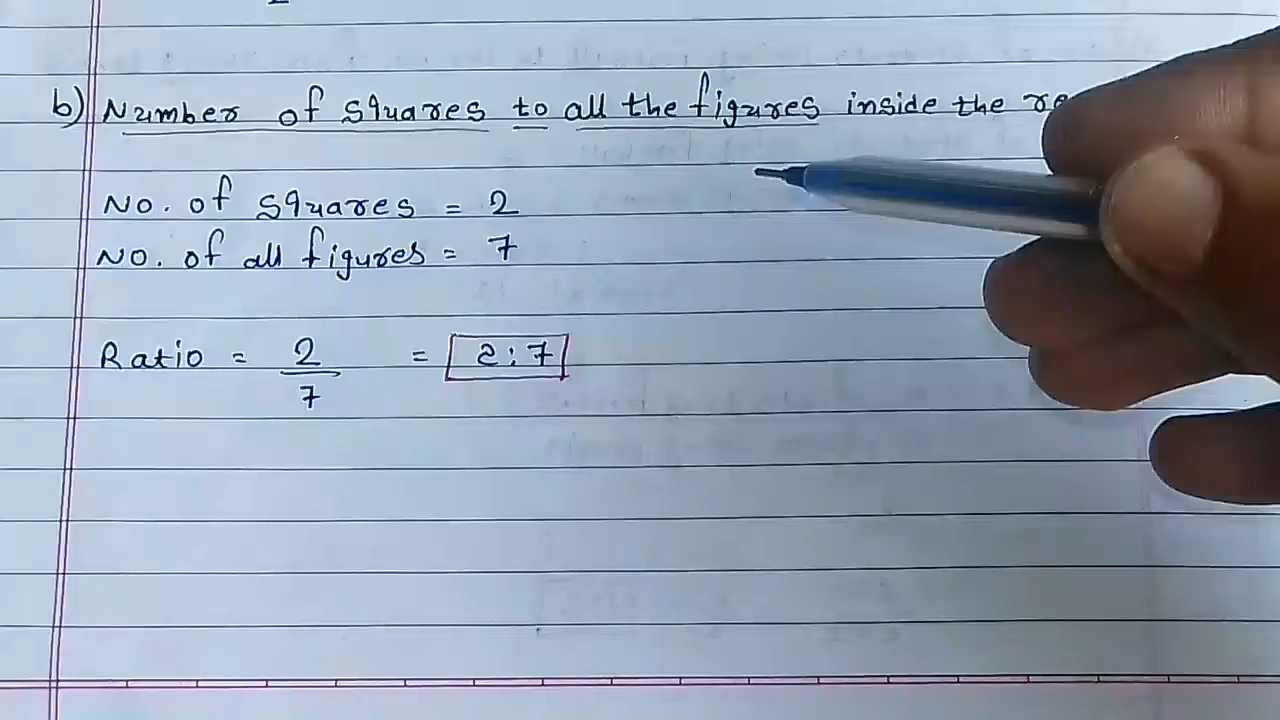 b) Number of squares to all the figures inside the
No. of squares = 2
No. of all figures = 7
Ratio = 2/7 = 2:7